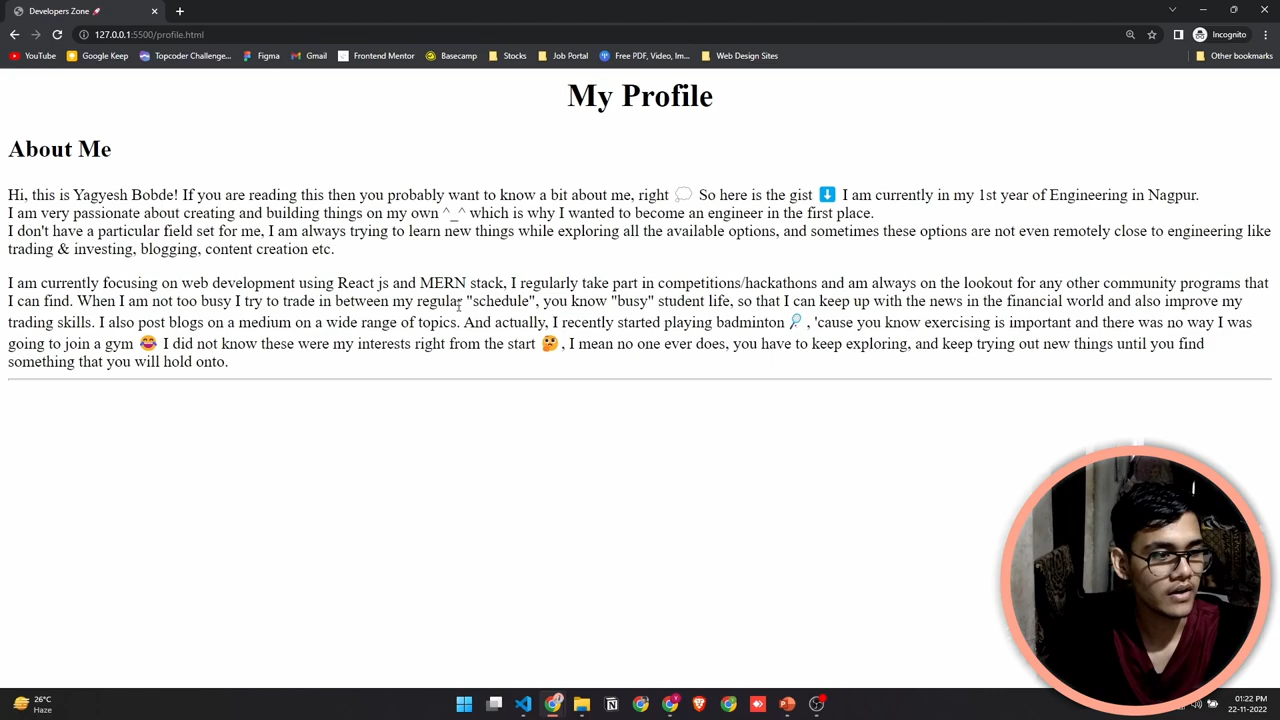 Developers Zone 🚀
127.0.0.1:5500/profile.html
Incognito
YouTube
Google Keep
Topcoder Challenge...
Figma
Gmail
Frontend Mentor
Basecamp
Stocks
Job Portal
Free PDF, Video, Im...
Web Design Sites
Other bookmarks
My Profile
About Me
Hi, this is Yagyesh Bobde! If you are reading this then you probably want to know a bit about me, right 💭 So here is the gist ⬇️ I am currently in my 1st year of Engineering in Nagpur.
I am very passionate about creating and building things on my own ^_^ which is why I wanted to become an engineer in the first place.
I don't have a particular field set for me, I am always trying to learn new things while exploring all the available options, and sometimes these options are not even remotely close to engineering like
trading & investing, blogging, content creation etc.
I am currently focusing on web development using React js and MERN stack, I regularly take part in competitions/hackathons and am always on the lookout for any other community programs that
I can find. When I am not too busy I try to trade in between my regular "schedule", you know "busy" student life, so that I can keep up with the news in the financial world and also improve my
trading skills. I also post blogs on a medium on a wide range of topics. And actually, I recently started playing badminton 🏸 , 'cause you know exercising is important and there was no way I was
going to join a gym 😂 I did not know these were my interests right from the start 🤔 , I mean no one ever does, you have to keep exploring, and keep trying out new things until you find
something that you will hold onto.
26°C
Haze
01:22 PM
22-11-2022